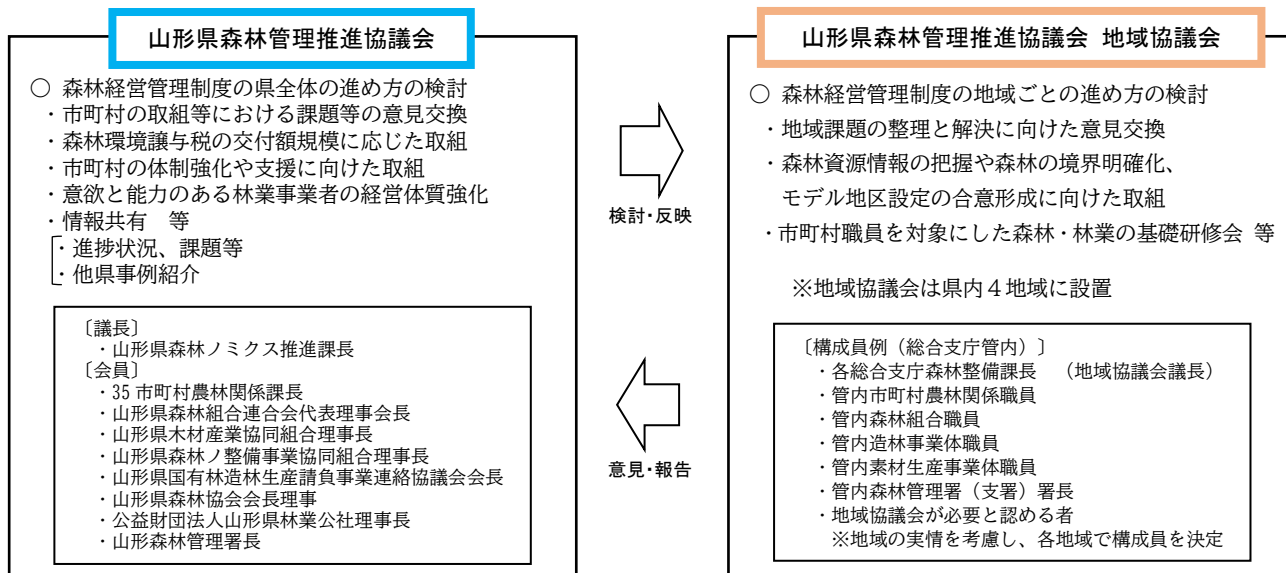 山形県森林管理推進協議会
○ 森林経営管理制度の県全体の進め方の検討
・市町村の取組等における課題等の意見交換
・森林環境譲与税の交付額規模に応じた取組
・市町村の体制強化や支援に向けた取組
・意欲と能力のある林業事業者の経営体質強化
・情報共有　等
・進捗状況、課題等
・他県事例紹介
〔議長〕
・山形県森林ノミクス推進課長
〔会員〕
・35市町村農林関係課長
・山形県森林組合連合会代表理事会長
・山形県木材産業協同組合理事長
・山形県森林ノ整備事業協同組合理事長
・山形県国有林造林生産請負事業連絡協議会会長
・山形県森林協会会長理事
・公益財団法人山形県林業公社理事長
・山形森林管理署長
検討・反映
意見・報告
山形県森林管理推進協議会 地域協議会
○ 森林経営管理制度の地域ごとの進め方の検討
・地域課題の整理と解決に向けた意見交換
・森林資源情報の把握や森林の境界明確化、
モデル地区設定の合意形成に向けた取組
・市町村職員を対象にした森林・林業の基礎研修会 等
※地域協議会は県内４地域に設置
〔構成員例（総合支庁管内）〕
・各総合支庁森林整備課長　（地域協議会議長）
・管内市町村農林関係職員
・管内森林組合職員
・管内造林事業体職員
・管内素材生産事業体職員
・管内森林管理署（支署）署長
・地域協議会が必要と認める者
※地域の実情を考慮し、各地域で構成員を決定